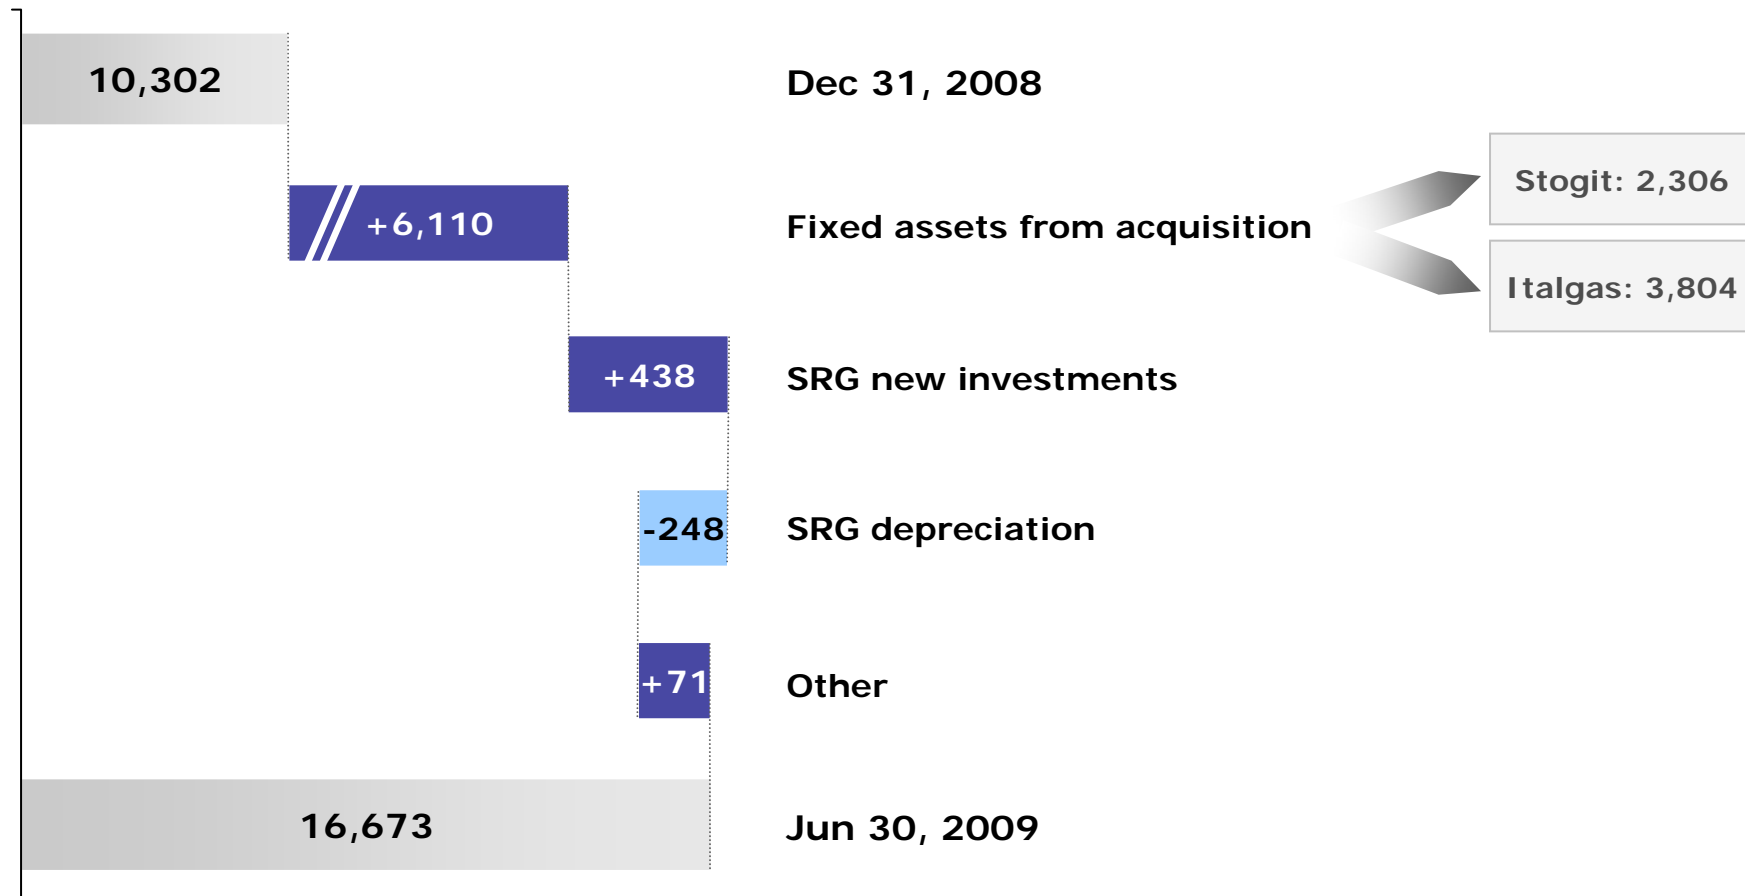 10,302
Dec 31, 2008
+6,110
Fixed assets from acquisition
Stogit: 2,306
Italgas: 3,804
+438
SRG new investments
-248
SRG depreciation
+71
Other
16,673
Jun 30, 2009